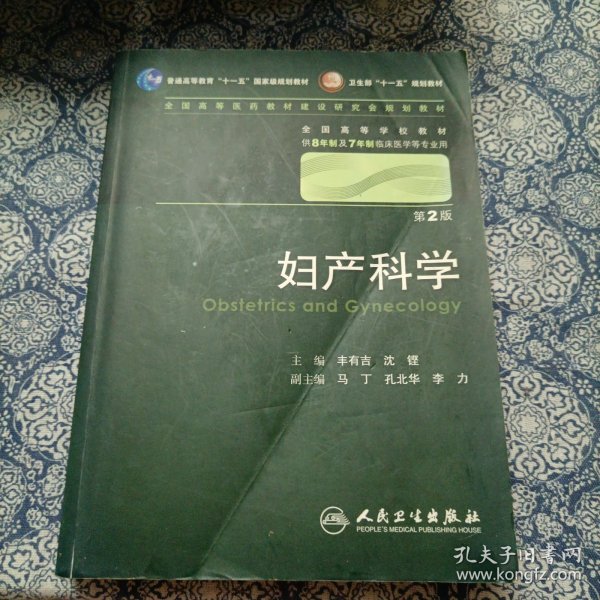 普通高等教育“十一五”国家级规划教材 卫生部“十一五”规划教材
全国高等医药教材建设研究会规划教材
全国高等学校教材
供8年制及7年制临床医学等专业用
第2版
妇产科学
Obstetrics and Gynecology
主 编 丰有吉 沈 铿
副主编 马 丁 孔北华 李 力
人民卫生出版社
PEOPLE'S MEDICAL PUBLISHING HOUSE
孔夫子旧书网
www.kongfz.com